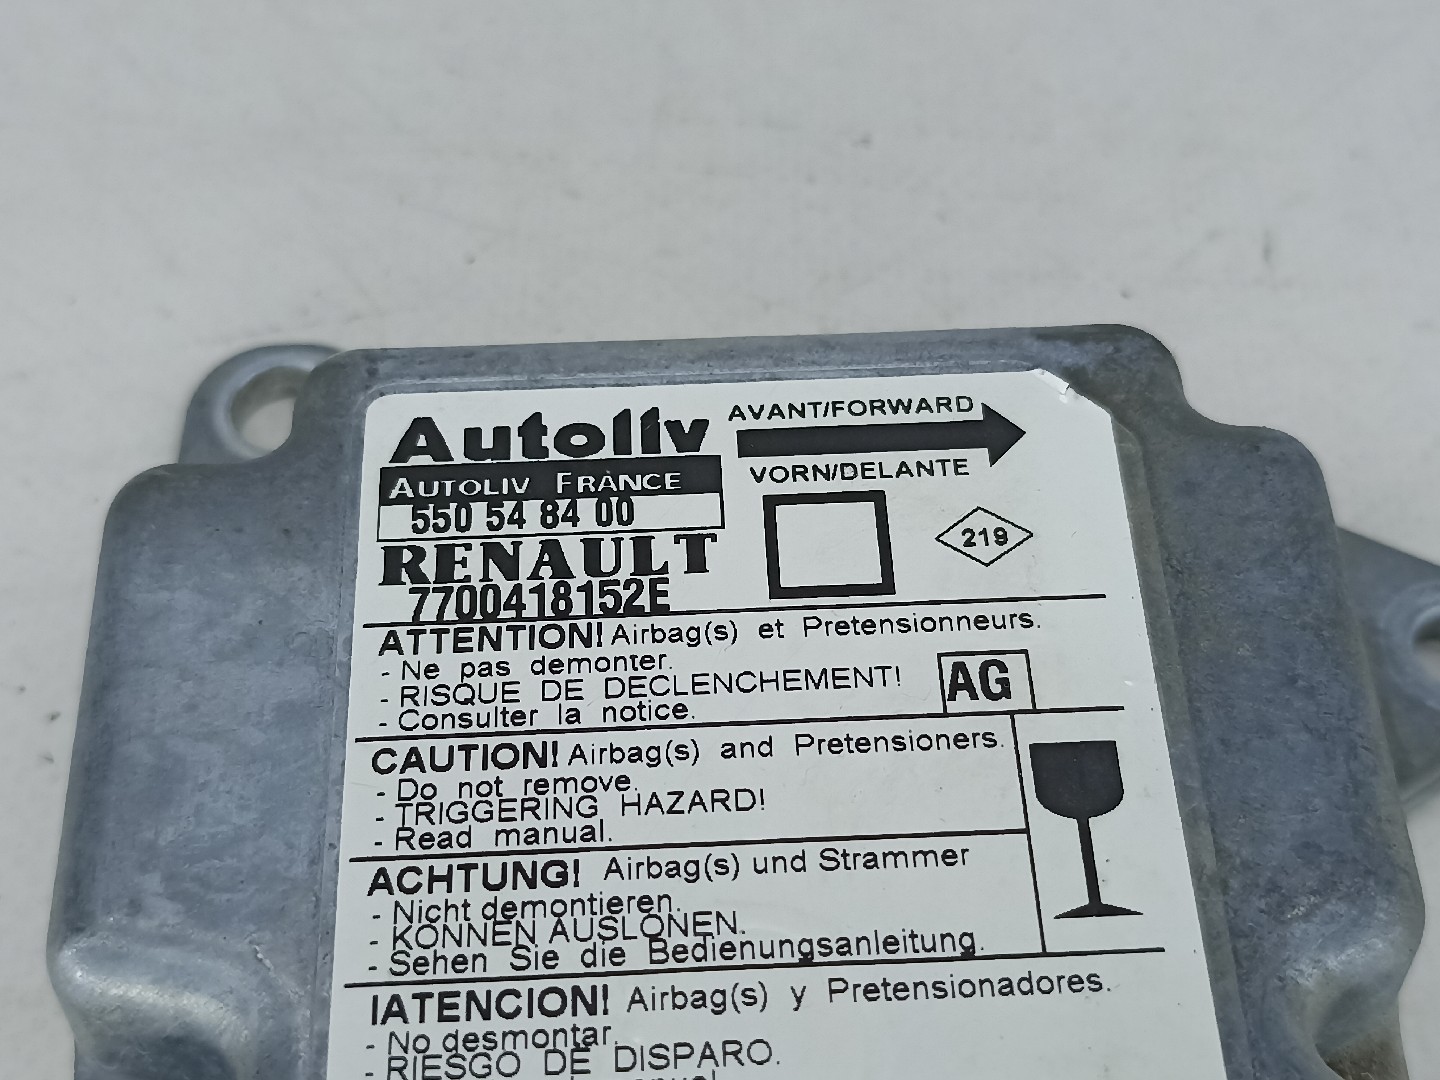 Autoliv
AUTOLIV FRANCE
550 54 84 00
RENAULT
7700418152E
AVANT/FORWARD
VORN/DELANTE
219
ATTENTION! Airbag(s) et Pretensionneurs.
- Ne pas demonter.
- RISQUE DE DECLENCHEMENT!
- Consulter la notice.
AG
CAUTION! Airbag(s) and Pretensioners.
- Do not remove.
- TRIGGERING HAZARD!
- Read manual.
ACHTUNG! Airbag(s) und Strammer
- Nicht demontieren.
- KONNEN AUSLONEN.
- Sehen Sie die Bedienungsanleitung.
IATENCION! Airbag(s) y Pretensionadores.
- No desmontar.
- RIESGO DE DISPARO.